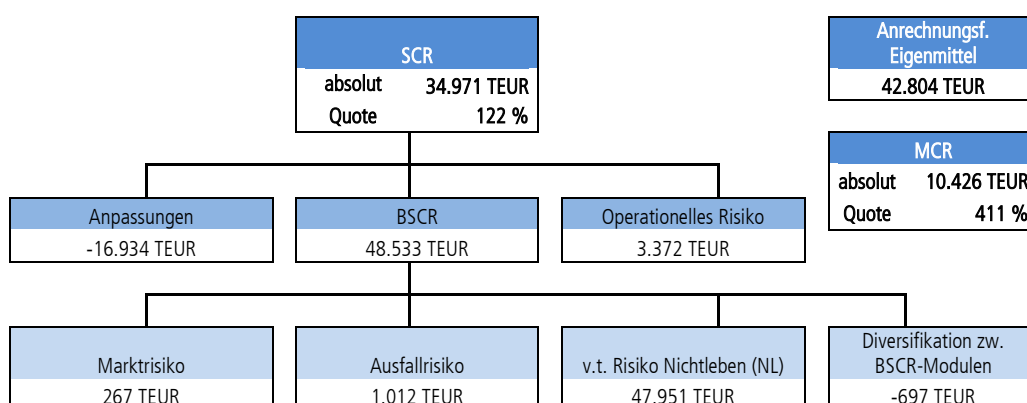 SCR
absolut 34.971 TEUR
Quote 122 %
Anrechnungsf.
Eigenmittel
42.804 TEUR
MCR
absolut 10.426 TEUR
Quote 411 %
Anpassungen
-16.934 TEUR
BSCR
48.533 TEUR
Operationelles Risiko
3.372 TEUR
Marktrisiko
267 TEUR
Ausfallrisiko
1.012 TEUR
v.t. Risiko Nichtleben (NL)
47.951 TEUR
Diversifikation zw.
BSCR-Modulen
-697 TEUR